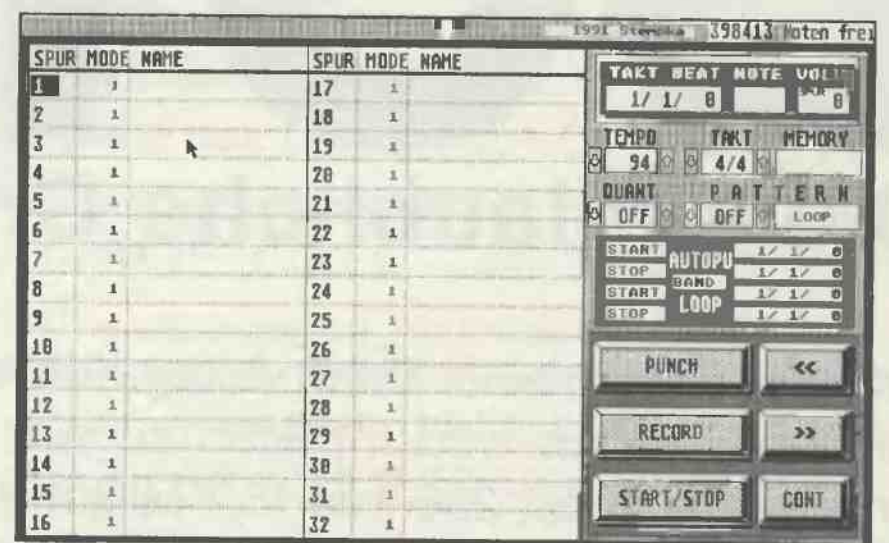 1991 398413 Noten frei
SPUR MODE NAME SPUR MODE NAME
1 1 17 1
2 1 18 1
3 1 19 1
4 1 20 1
5 1 21 1
6 1 22 1
7 1 23 1
8 1 24 1
9 1 25 1
10 1 26 1
11 1 27 1
12 1 28 1
13 1 29 1
14 1 30 1
15 1 31 1
16 1 32 1
TAKT BEAT NOTE
1/ 1/ 0 0
TEMPO TAKT MEMORY
94 4/4
QUANT PATTERN
OFF OFF LOOP
START AUTOPU 1/ 1/ 0
STOP 1/ 1/ 0
BAND
START LOOP 1/ 1/ 0
STOP 1/ 1/ 0
PUNCH <<
RECORD >>
START/STOP CONT